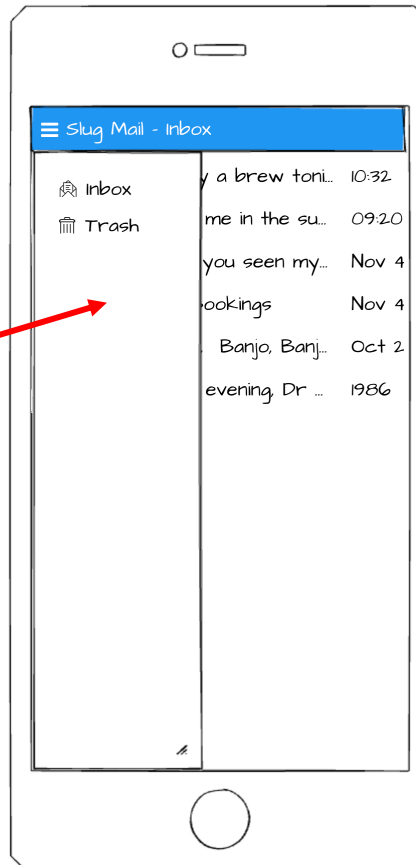 Slug Mail - Inbox
Inbox
Trash
y a brew toni... 10:32
me in the su... 09:20
you seen my... Nov 4
ookings Nov 4
Banjo, Banj... Oct 2
evening, Dr ... 1986